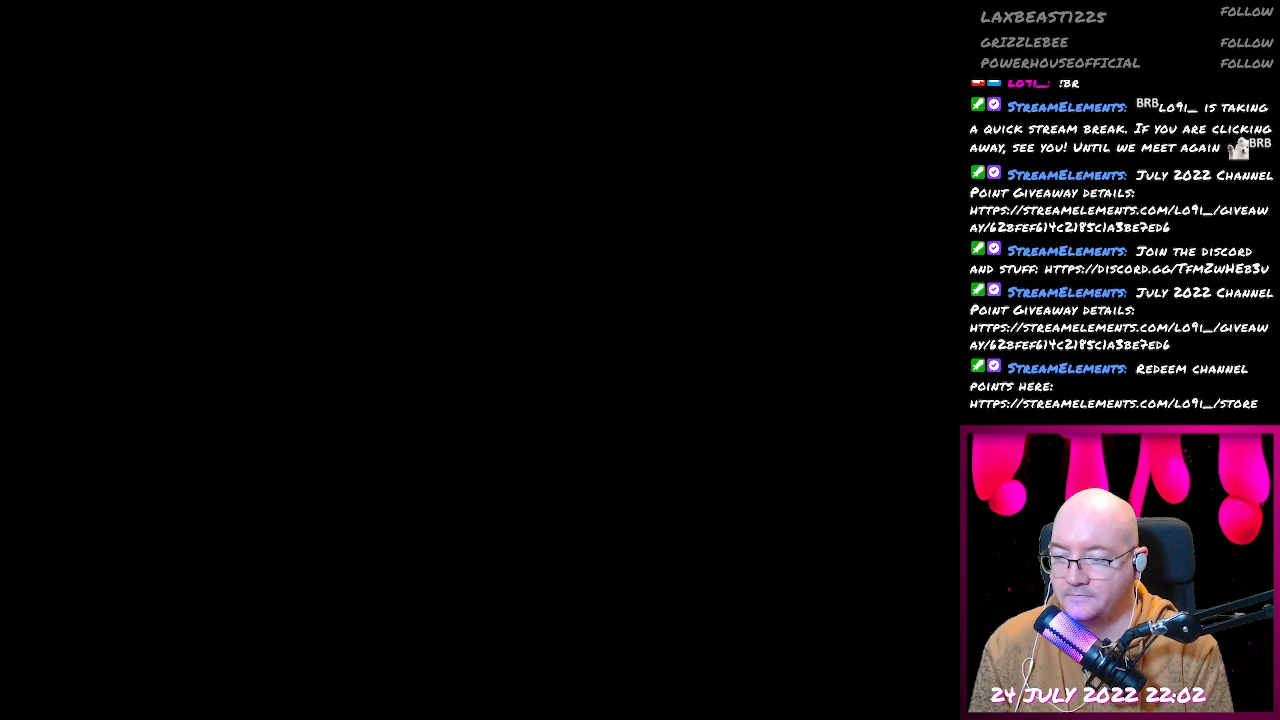 LAXBEAST1225 FOLLOW
GRIZZLEBEE FOLLOW
POWERHOUSEOFFICIAL FOLLOW
LO9I_: !BR
StreamElements: BRB LO9I_ IS TAKING
A QUICK STREAM BREAK. IF YOU ARE CLICKING
AWAY, SEE YOU! UNTIL WE MEET AGAIN BRB
StreamElements: July 2022 Channel
Point Giveaway details:
https://streamelements.com/lo9i_/giveaw
ay/62bfef614c2185c1a3be7ed6
StreamElements: Join the discord
and stuff: https://discord.gg/TfmZwHE83u
StreamElements: July 2022 Channel
Point Giveaway details:
https://streamelements.com/lo9i_/giveaw
ay/62bfef614c2185c1a3be7ed6
StreamElements: Redeem channel
points here:
https://streamelements.com/lo9i_/store
24 JULY 2022 22:02